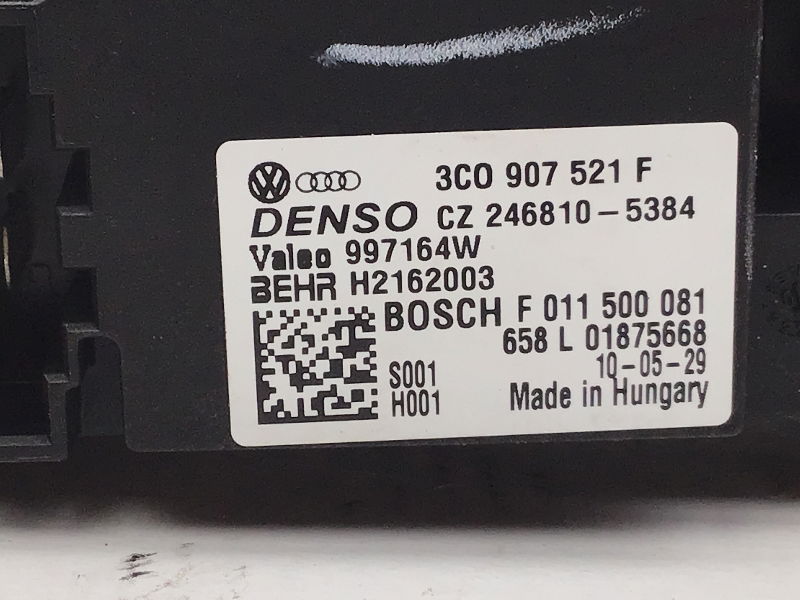 3C0 907 521 F
DENSO CZ 246810-5384
Valeo 997164W
BEHR H2162003
BOSCH F 011 500 081
658 L 01875668
10-05-29
S001
H001
Made in Hungary